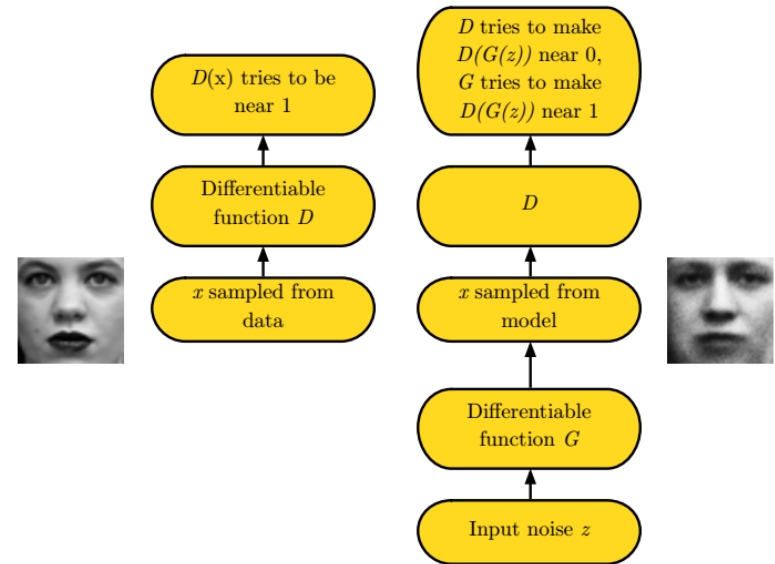 D(x) tries to be
near 1
Differentiable
function D
x sampled from
data
D tries to make
D(G(z)) near 0,
G tries to make
D(G(z)) near 1
D
x sampled from
model
Differentiable
function G
Input noise z